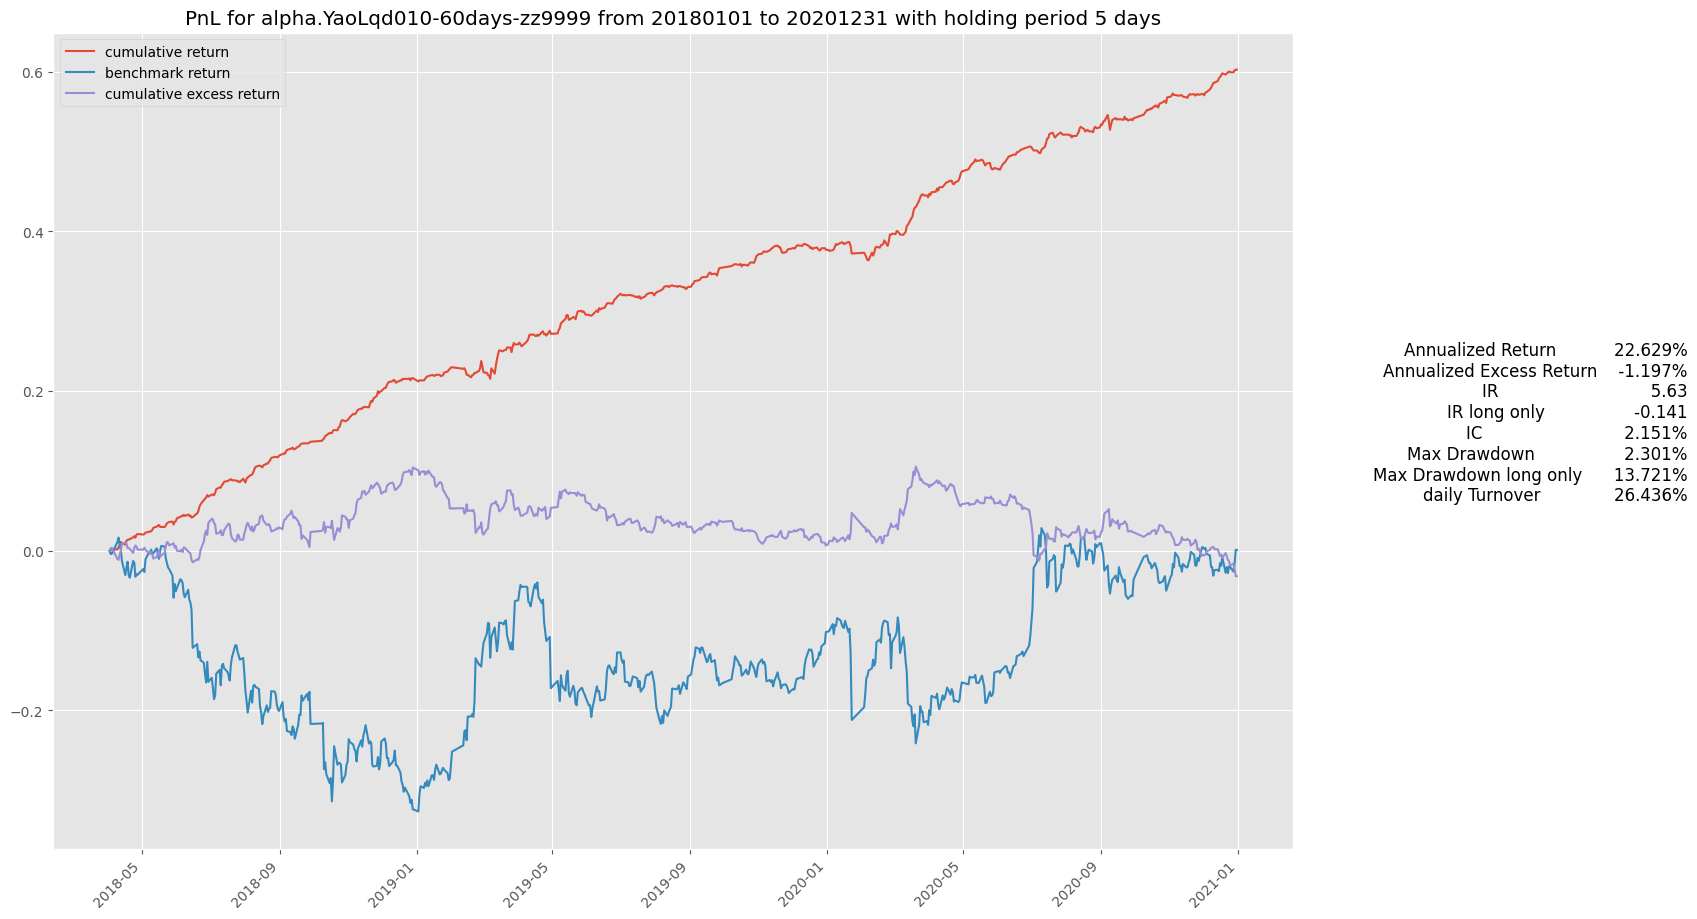 PnL for alpha.YaoLqd010-60days-zz9999 from 20180101 to 20201231 with holding period 5 days
cumulative return
benchmark return
cumulative excess return
0.6
0.4
0.2
0.0
−0.2
2018-05
2018-09
2019-01
2019-05
2019-09
2020-01
2020-05
2020-09
2021-01
Annualized Return 22.629%
Annualized Excess Return -1.197%
IR 5.63
IR long only -0.141
IC 2.151%
Max Drawdown 2.301%
Max Drawdown long only 13.721%
daily Turnover 26.436%